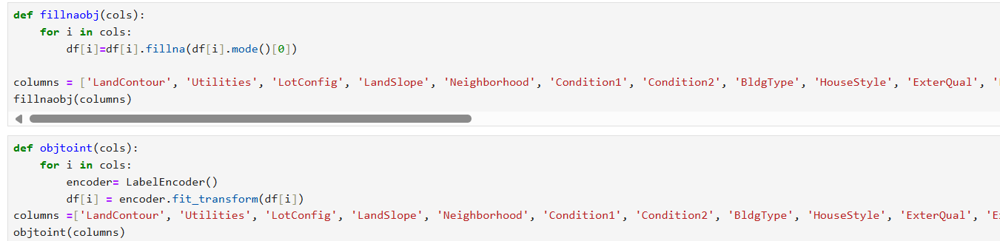 def fillnaobj(cols):
    for i in cols:
        df[i]=df[i].fillna(df[i].mode()[0])
columns = ['LandContour', 'Utilities', 'LotConfig', 'LandSlope', 'Neighborhood', 'Condition1', 'Condition2', 'BldgType', 'HouseStyle', 'ExterQual', '
fillnaobj(columns)
def objtoint(cols):
    for i in cols:
        encoder= LabelEncoder()
        df[i] = encoder.fit_transform(df[i])
columns =['LandContour', 'Utilities', 'LotConfig', 'LandSlope', 'Neighborhood', 'Condition1', 'Condition2', 'BldgType', 'HouseStyle', 'ExterQual', 'E
objtoint(columns)